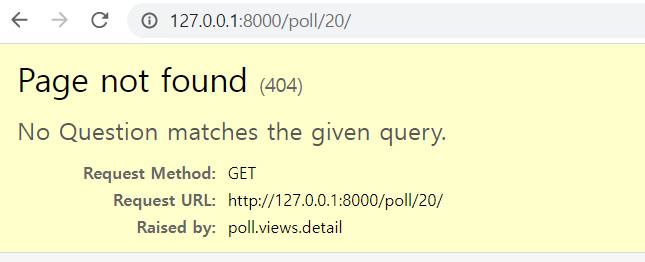 127.0.0.1:8000/poll/20/
Page not found (404)
No Question matches the given query.
Request Method: GET
Request URL: http://127.0.0.1:8000/poll/20/
Raised by: poll.views.detail